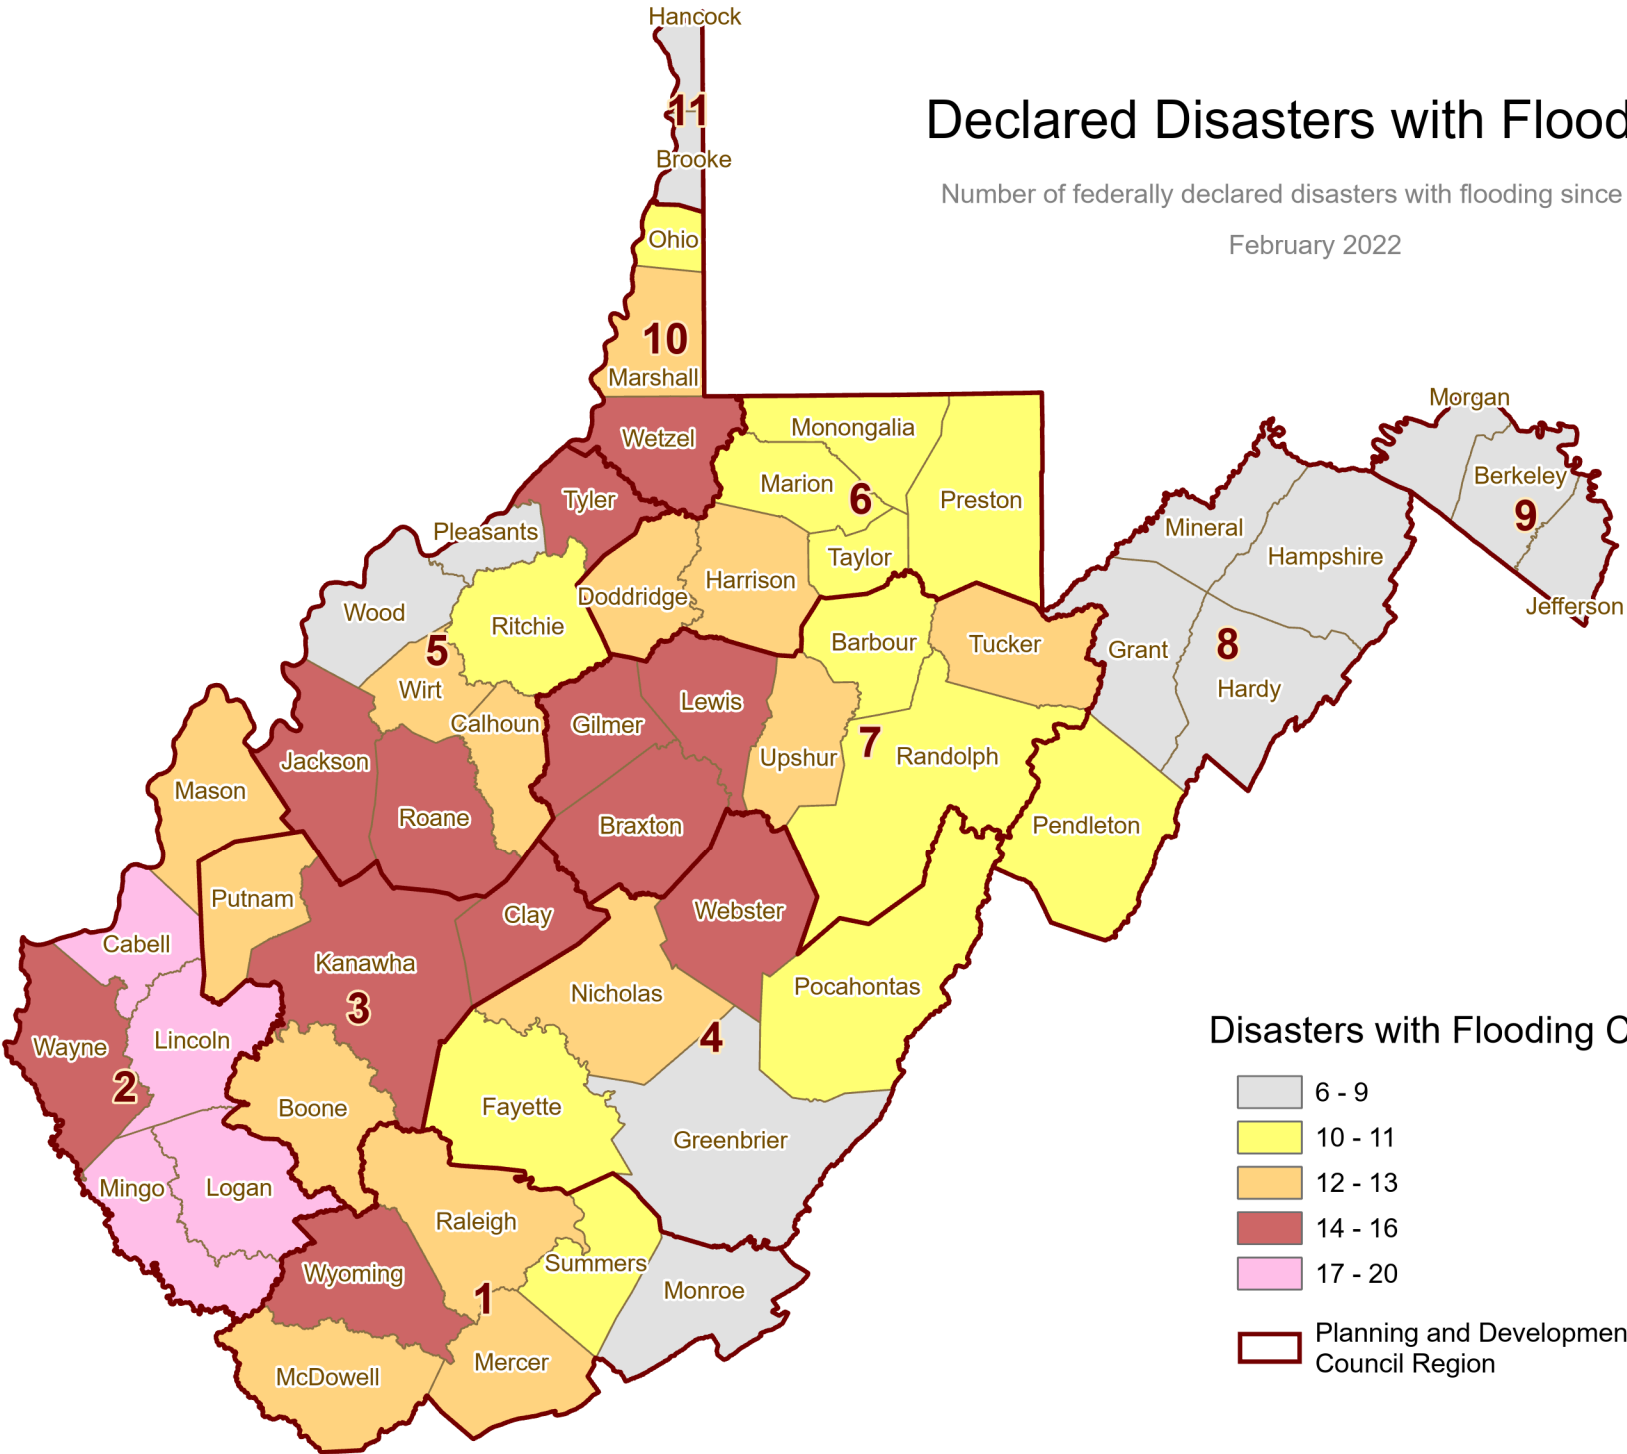 Hancock
11
Declared Disasters with Flood
Brooke
Number of federally declared disasters with flooding since
Ohio
February 2022
10
Marshall
Morgan
Wetzel
Monongalia
Berkeley
Marion
6
Preston
Tyler
9
Pleasants
Mineral
Hampshire
Taylor
Harrison
Doddridge
Jefferson
Wood
Ritchie
Barbour
Tucker
8
Grant
5
Wirt
Hardy
Lewis
Calhoun
Gilmer
7
Upshur
Randolph
Jackson
Mason
Roane
Braxton
Pendleton
Putnam
Webster
Clay
Cabell
Kanawha
Pocahontas
Nicholas
3
Disasters with Flooding C
Lincoln
4
Wayne
2
6 - 9
Boone
Fayette
10 - 11
Greenbrier
12 - 13
Mingo
Logan
Raleigh
14 - 16
Summers
Wyoming
17 - 20
Monroe
1
Planning and Developmen
Council Region
Mercer
McDowell